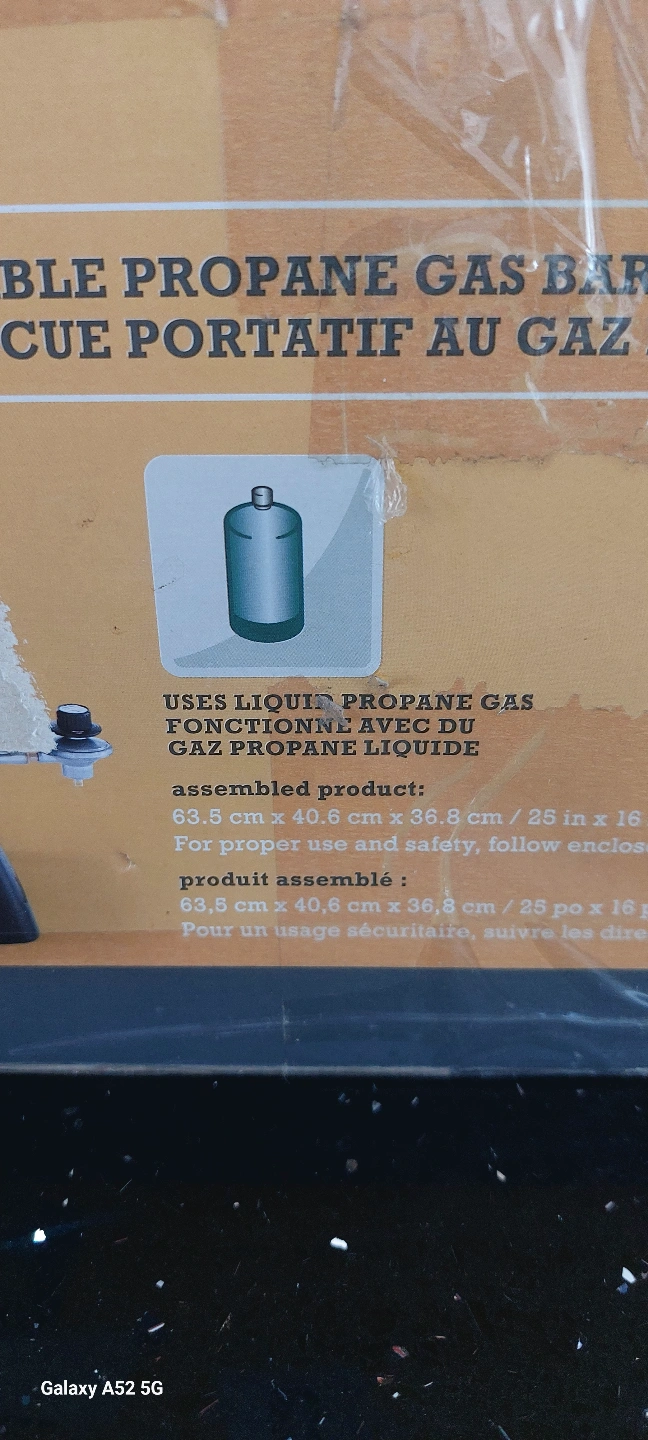 BLE PROPANE GAS BAR
CUE PORTATIF AU GAZ
USES LIQUID PROPANE GAS
FONCTIONNE AVEC DU
GAZ PROPANE LIQUIDE
assembled product:
63.5 cm x 40.6 cm x 36.8 cm / 25 in x 16
For proper use and safety, follow enclos
produit assemblé :
63,5 cm x 40,6 cm x 36,8 cm / 25 po x 16 p
Pour un usage sécuritaire, suivre les dire
Galaxy A52 5G